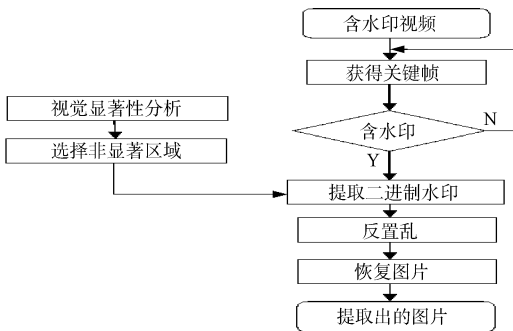 含水印视频
获得关键帧
视觉显著性分析
含水印
N
选择非显著区域
Y
提取二进制水印
反置乱
恢复图片
提取出的图片